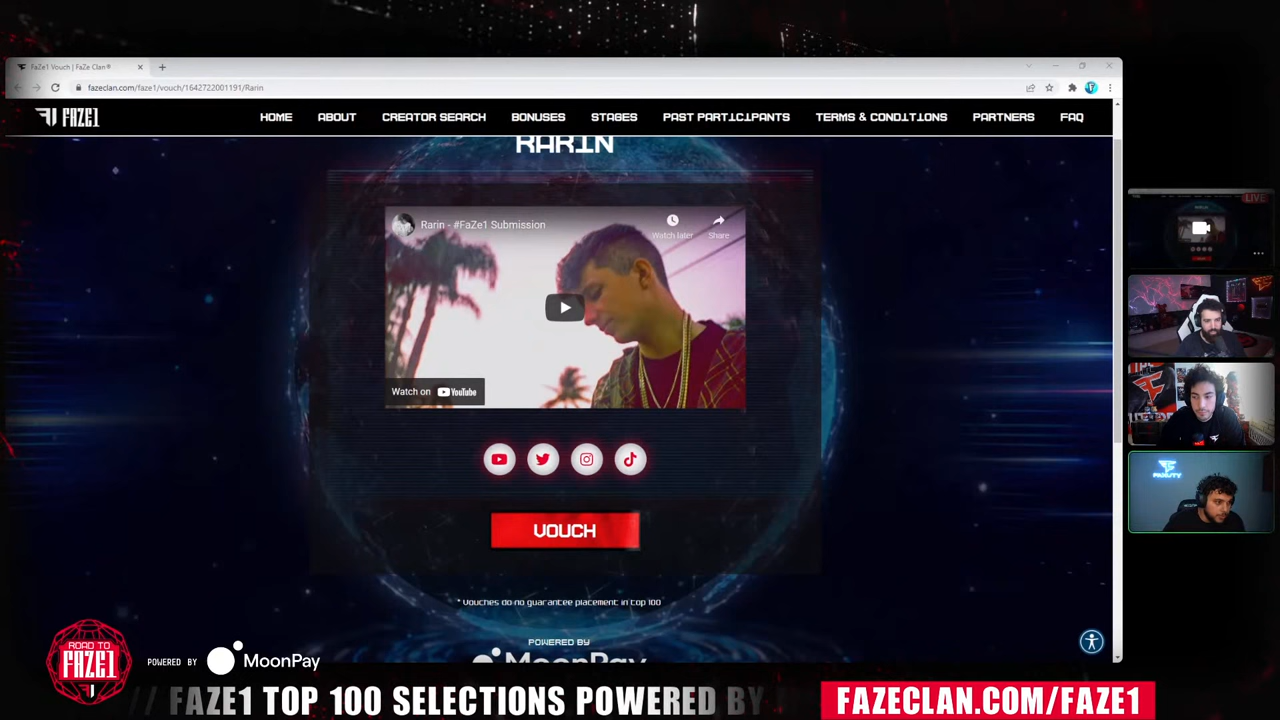 FaZe1 Vouch | FaZe Clan®
fazeclan.com/faze1/vouch/1642722001191/Rarin
FAZE1
HOME
ABOUT
CREATOR SEARCH
BONUSES
STAGES
PAST PARTICIPANTS
TERMS & CONDITIONS
PARTNERS
FAQ
RARIN
Rarin - #FaZe1 Submission
Watch later
Share
Watch on YouTube
VOUCH
* Vouches do no guarantee placement in top 100
POWERED BY
MoonPay
LIVE
ROAD TO
FAZE1
POWERED BY MoonPay
// FAZE1 TOP 100 SELECTIONS POWERED BY
FAZECLAN.COM/FAZE1